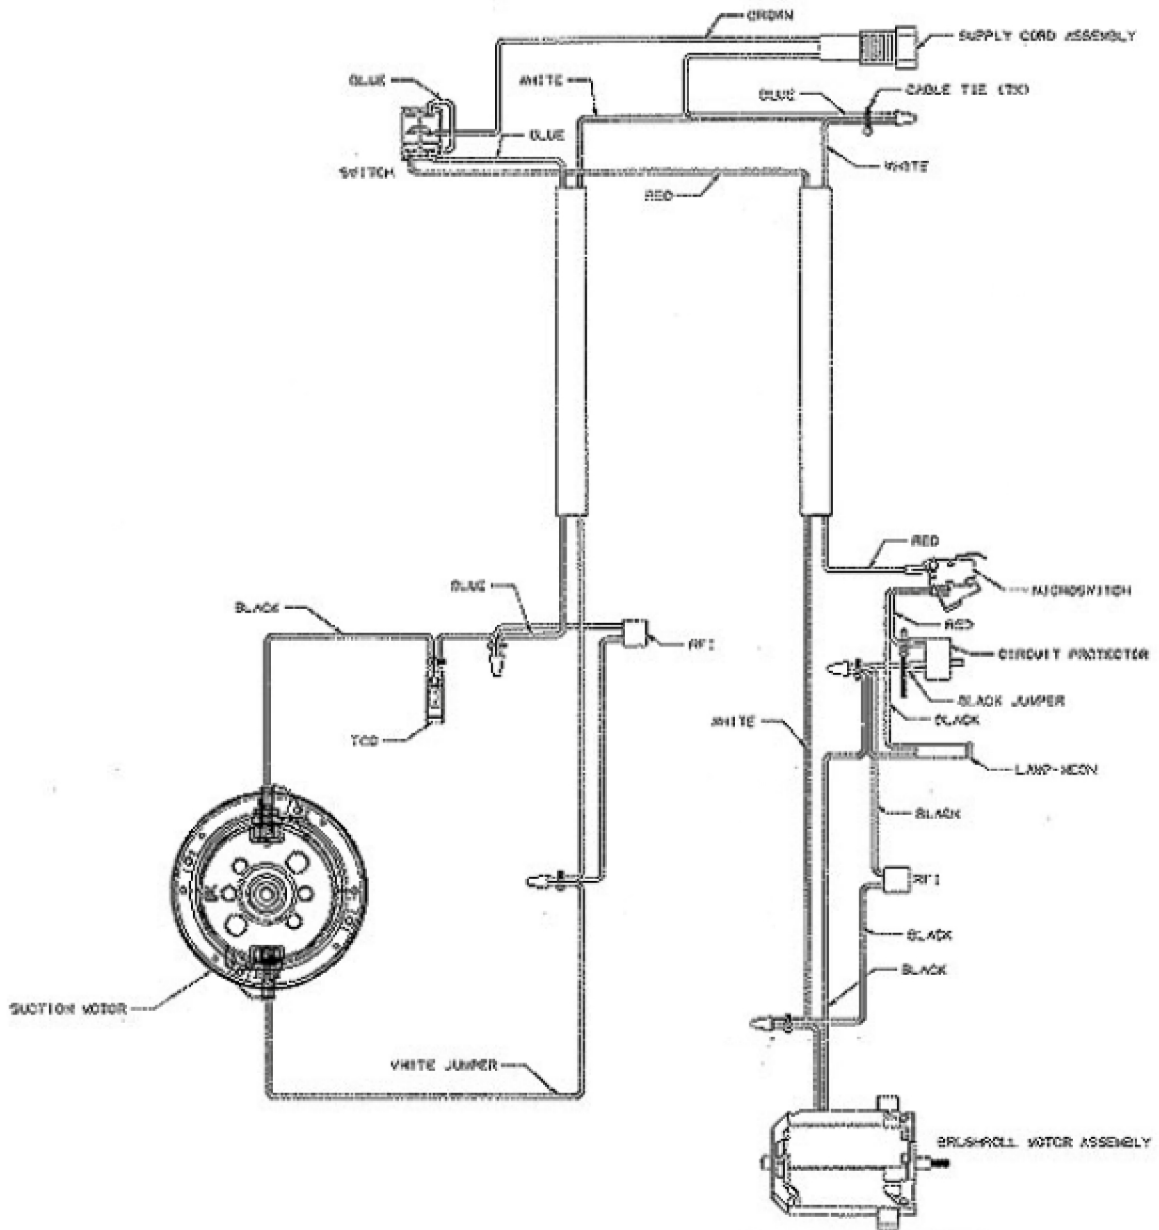 BROWN
SUPPLY CORD ASSEMBLY
BLUE
WHITE
BLUE
CABLE TIE (7X)
BLUE
WHITE
SWITCH
RED
RED
MICROSWITCH
BLUE
BLACK
RED
RFI
CIRCUIT PROTECTOR
BLACK JUMPER
WHITE
BLACK
TCO
LAMP-NEON
BLACK
RFI
BLACK
BLACK
SUCTION MOTOR
WHITE JUMPER
BRUSHROLL MOTOR ASSEMBLY